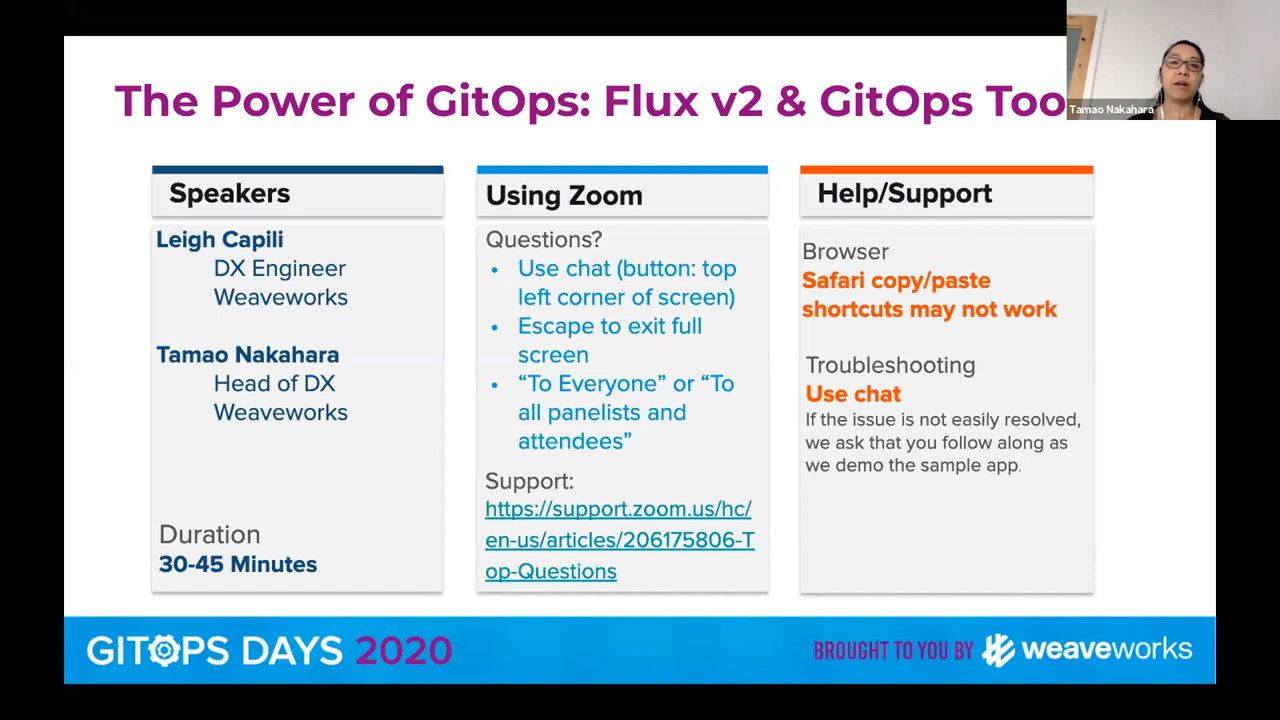 The Power of GitOps: Flux v2 & GitOps Too
Tamao Nakahara
Speakers
Leigh Capili
DX Engineer
Weaveworks
Tamao Nakahara
Head of DX
Weaveworks
Duration
30-45 Minutes
Using Zoom
Questions?
• Use chat (button: top
left corner of screen)
• Escape to exit full
screen
• “To Everyone” or “To
all panelists and
attendees”
Support:
https://support.zoom.us/hc/
en-us/articles/206175806-T
op-Questions
Help/Support
Browser
Safari copy/paste
shortcuts may not work
Troubleshooting
Use chat
If the issue is not easily resolved,
we ask that you follow along as
we demo the sample app.
GITOPS DAYS 2020
BROUGHT TO YOU BY weaveworks